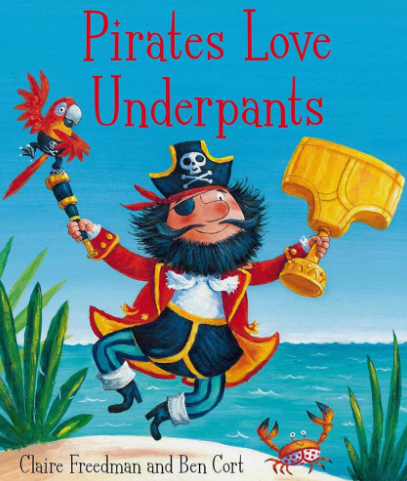 Pirates Love
Underpants
Claire Freedman and Ben Cort